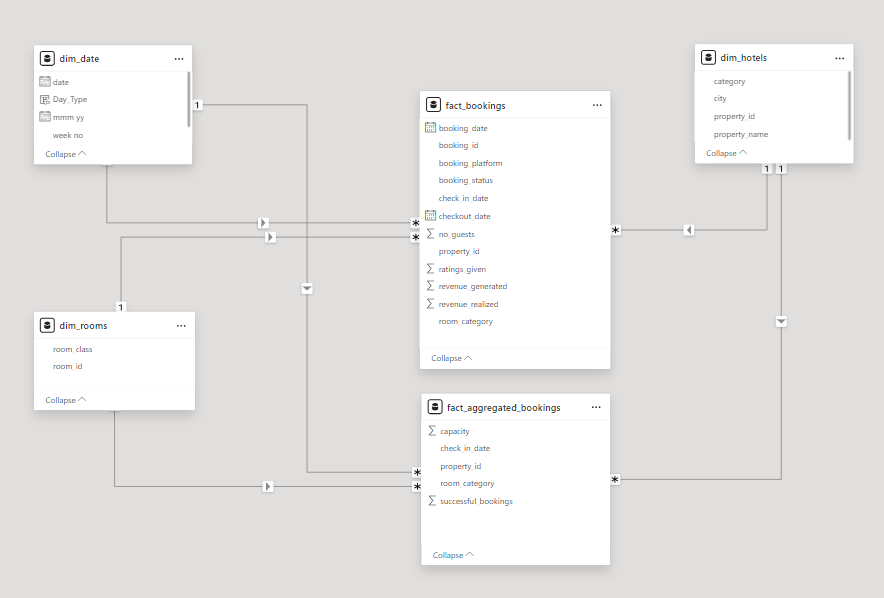 dim_date
...
date
Day_Type
mmm yy
week no
Collapse
1
fact_bookings
...
booking_date
booking_id
booking_platform
booking_status
check_in_date
checkout_date
no_guests
property_id
ratings given
revenue_generated
revenue_realized
room_category
Collapse
*
*
*
dim_hotels
...
category
city
property_id
property_name
Collapse
1
1
1
dim_rooms
...
room_class
room_id
Collapse
fact_aggregated_bookings
...
capacity
check_in_date
property_id
room_category
successful_bookings
Collapse
*
*
*